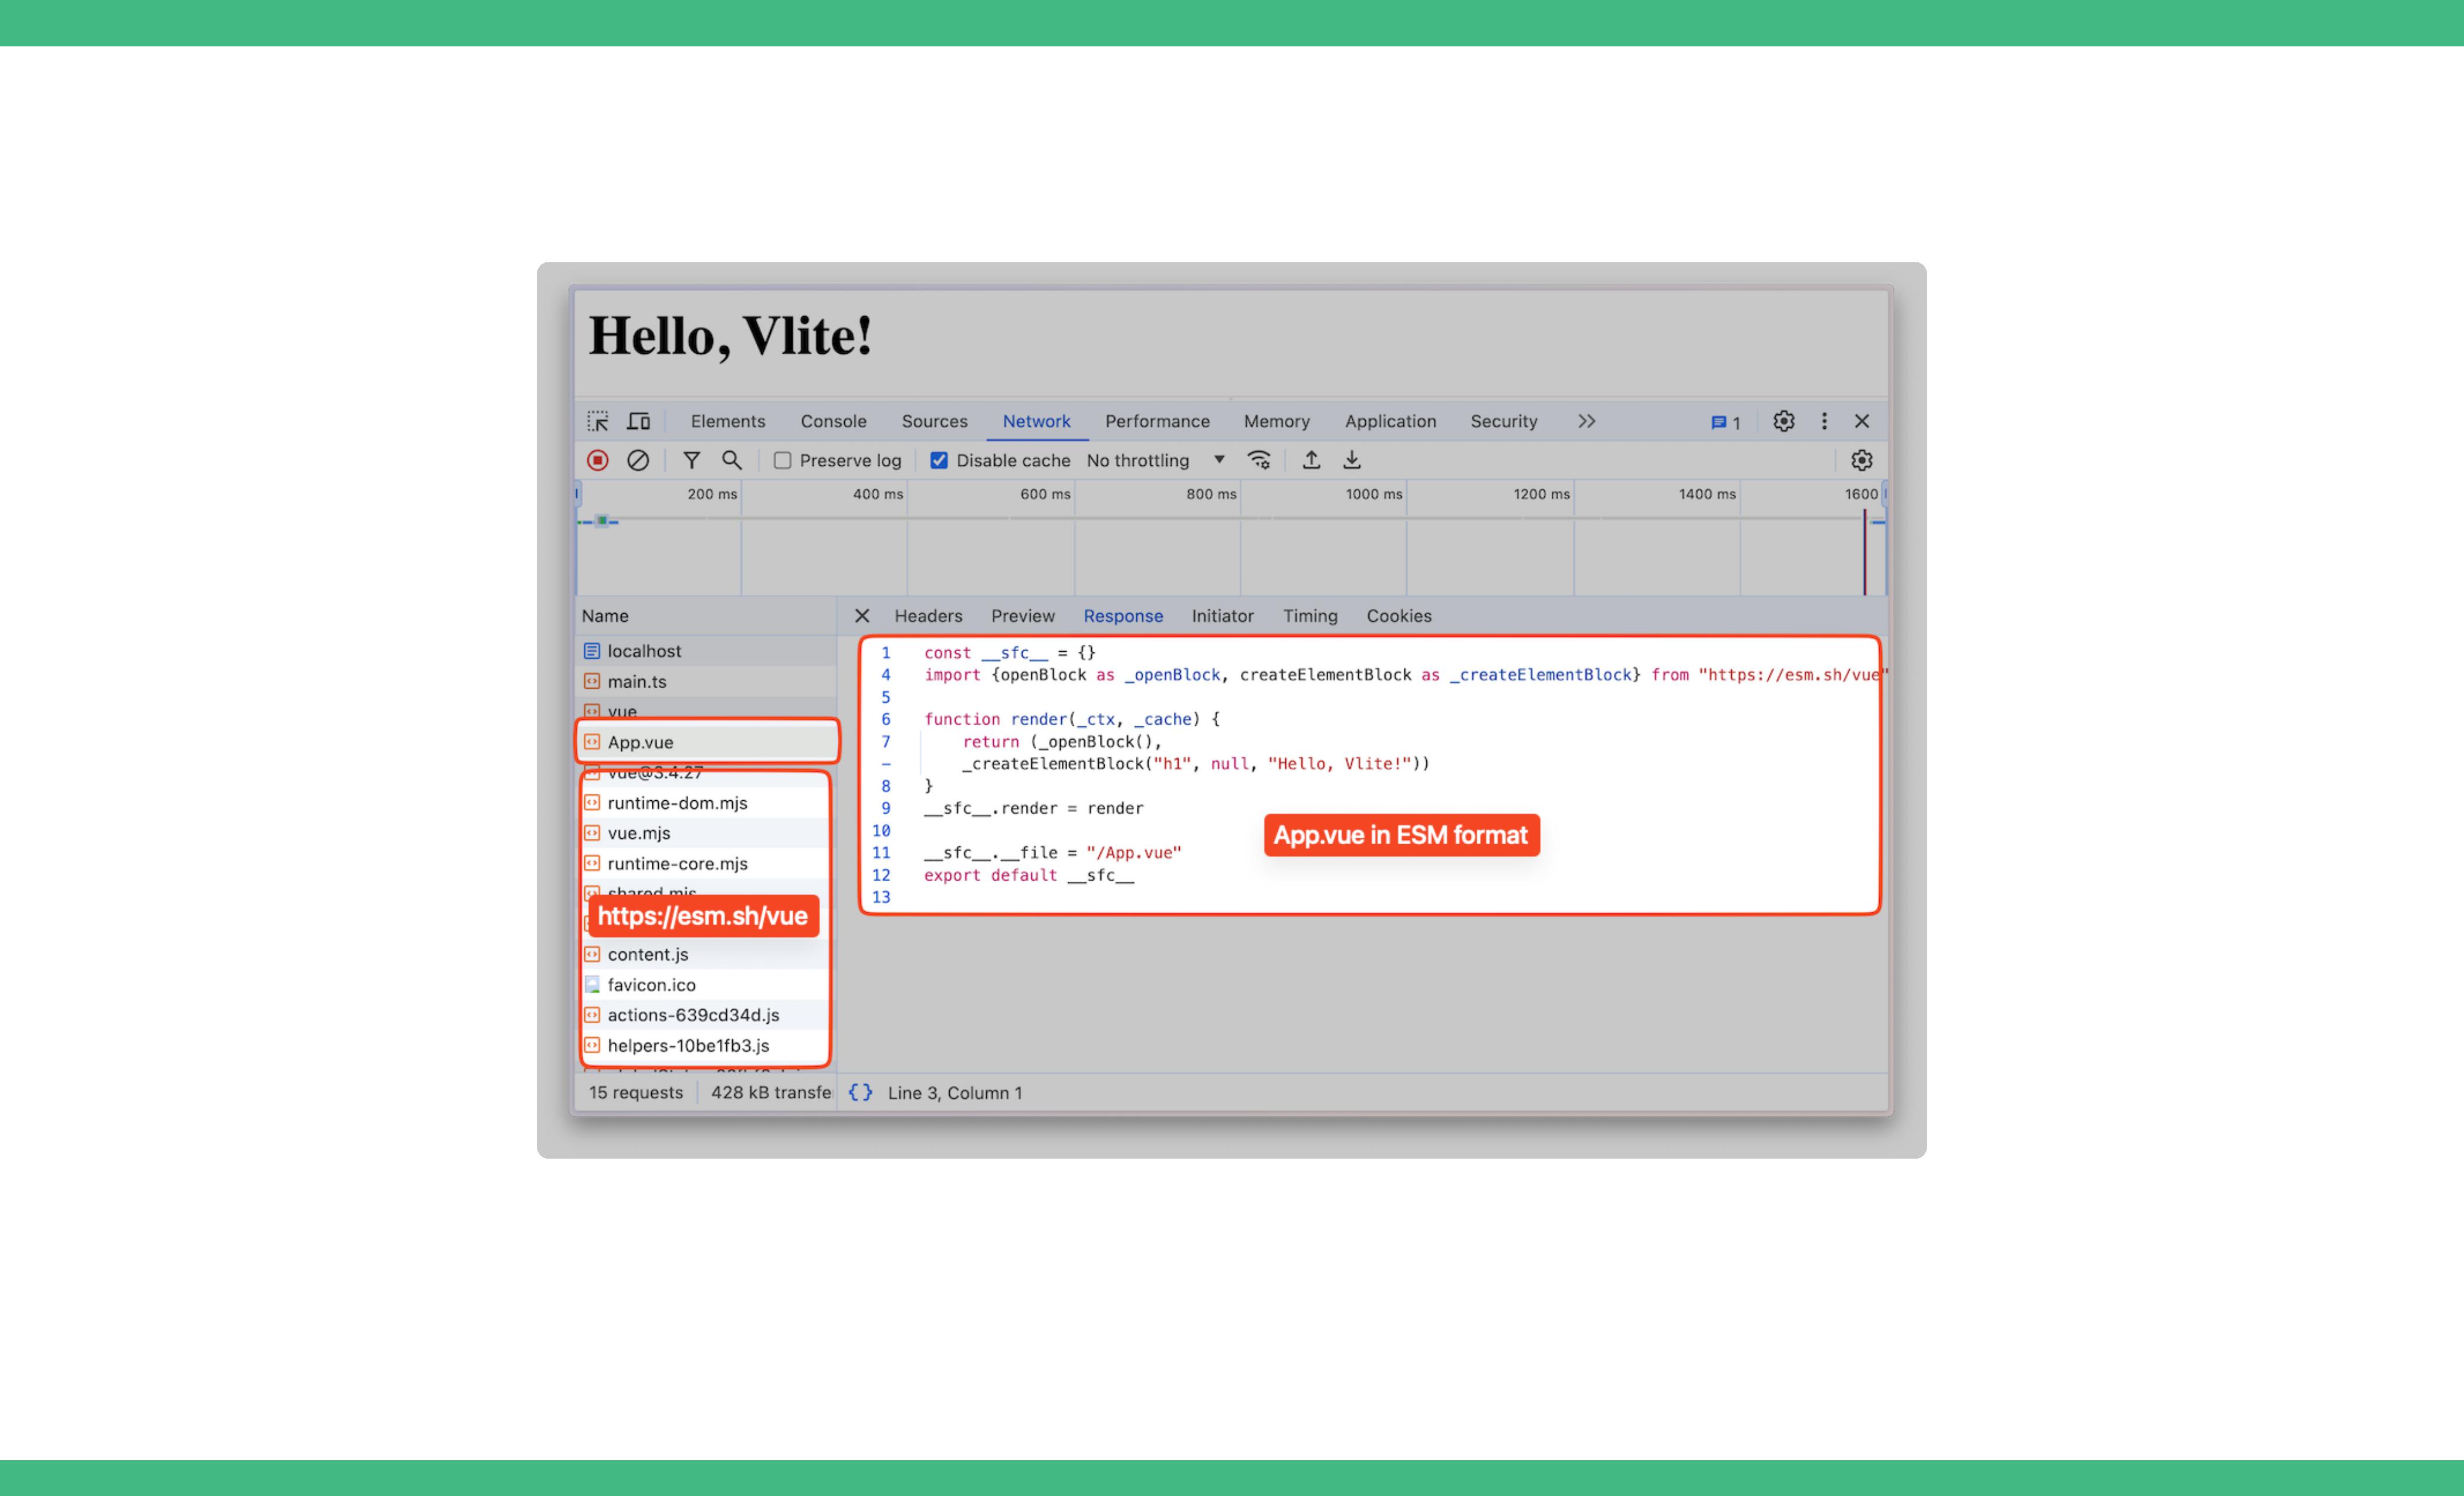 Hello, Vlite!
Elements Console Sources Network Performance Memory Application Security 1
Preserve log Disable cache No throttling
200 ms 400 ms 600 ms 800 ms 1000 ms 1200 ms 1400 ms 1600
Name Headers Preview Response Initiator Timing Cookies
localhost
main.ts
vue
App.vue
vue@3.4.27
runtime-dom.mjs
vue.mjs
runtime-core.mjs
shared.mjs
https://esm.sh/vue
content.js
favicon.ico
actions-639cd34d.js
helpers-10be1fb3.js
1 const __sfc__ = {}
4 import {openBlock as _openBlock, createElementBlock as _createElementBlock} from "https://esm.sh/vue"
5
6 function render(_ctx, _cache) {
7 return (_openBlock(),
– _createElementBlock("h1", null, "Hello, Vlite!"))
8 }
9 __sfc__.render = render
10
11 __sfc__.__file = "/App.vue"
12 export default __sfc__
13
App.vue in ESM format
15 requests 428 kB transfe {} Line 3, Column 1